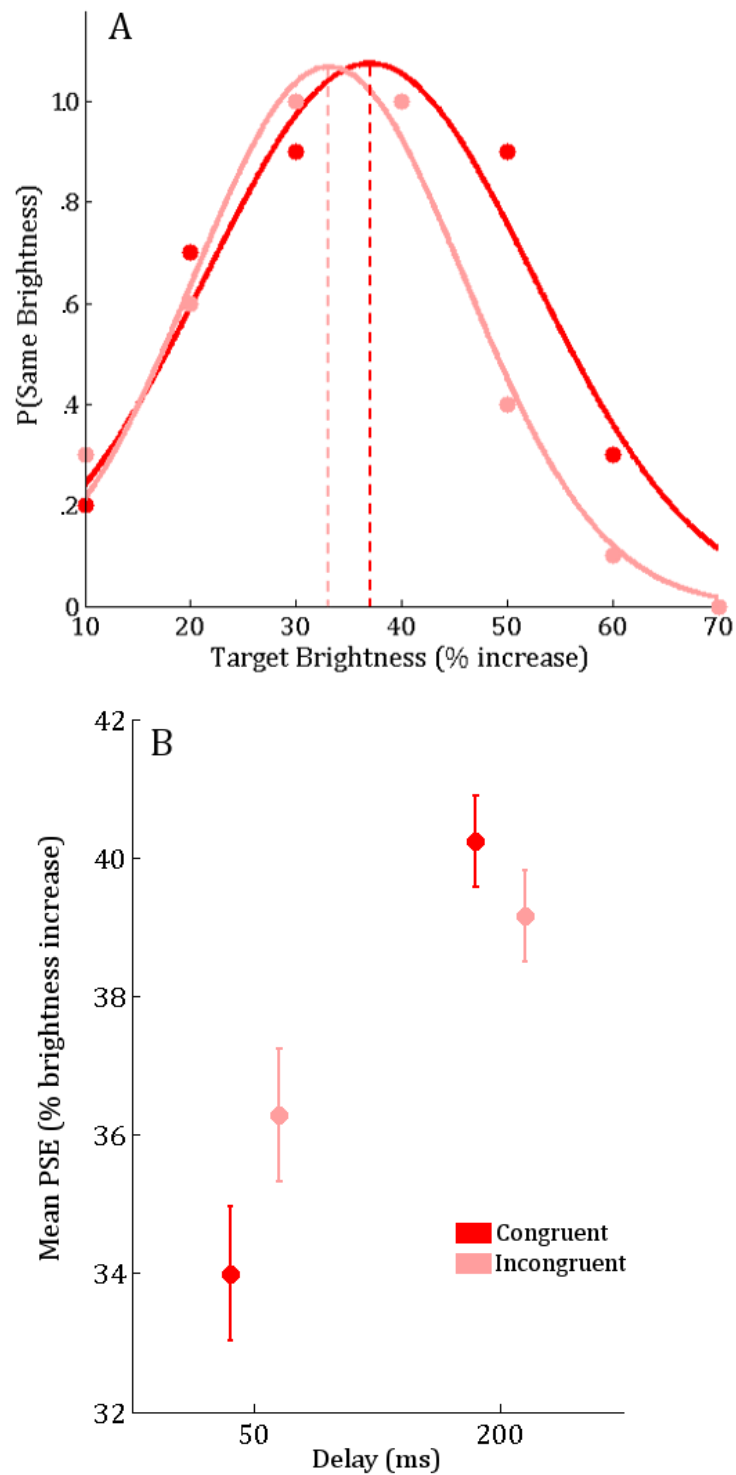 A
1.0
.8
.6
.4
.2
0
P(Same Brightness)
10 20 30 40 50 60 70
Target Brightness (% increase)
B
42
40
38
36
34
32
Mean PSE (% brightness increase)
Congruent
Incongruent
50 200
Delay (ms)